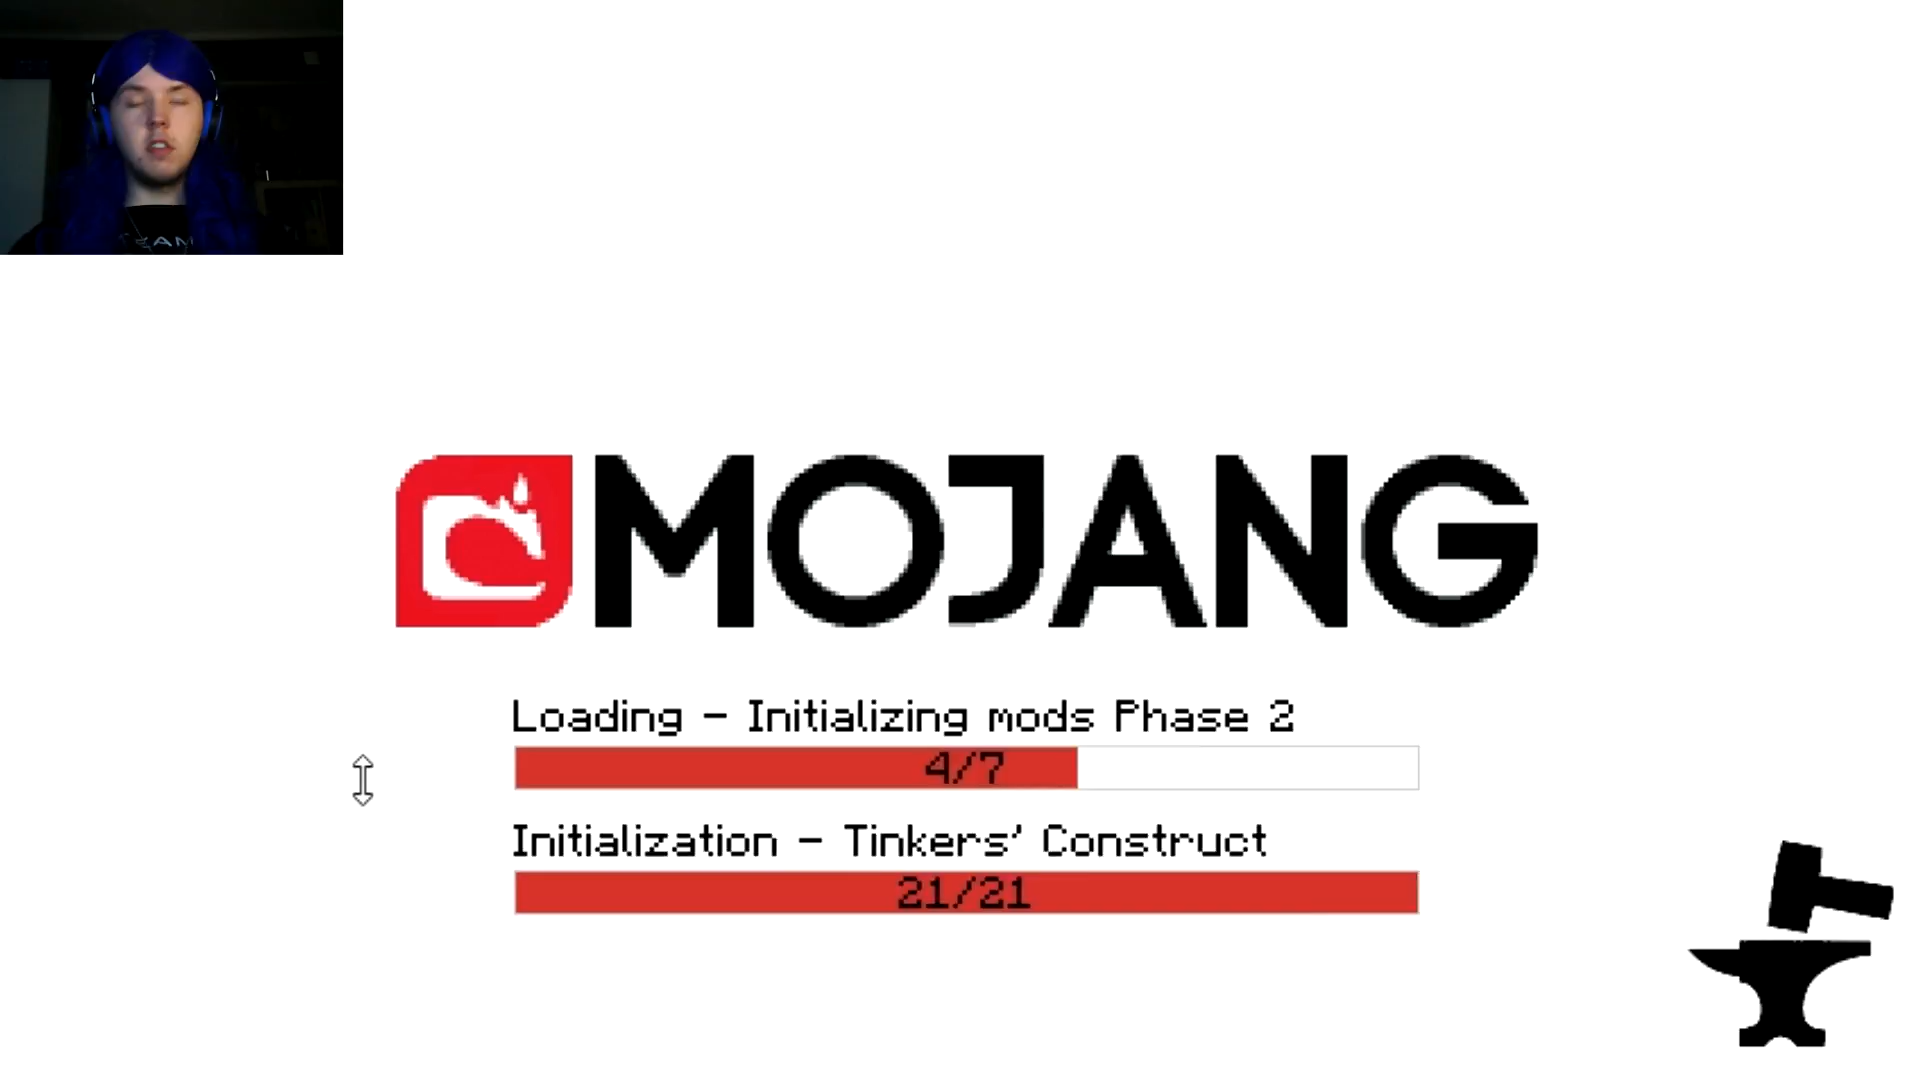 MOJANG
Loading - Initializing mods Phase 2
4/7
Initialization - Tinkers' Construct
21/21